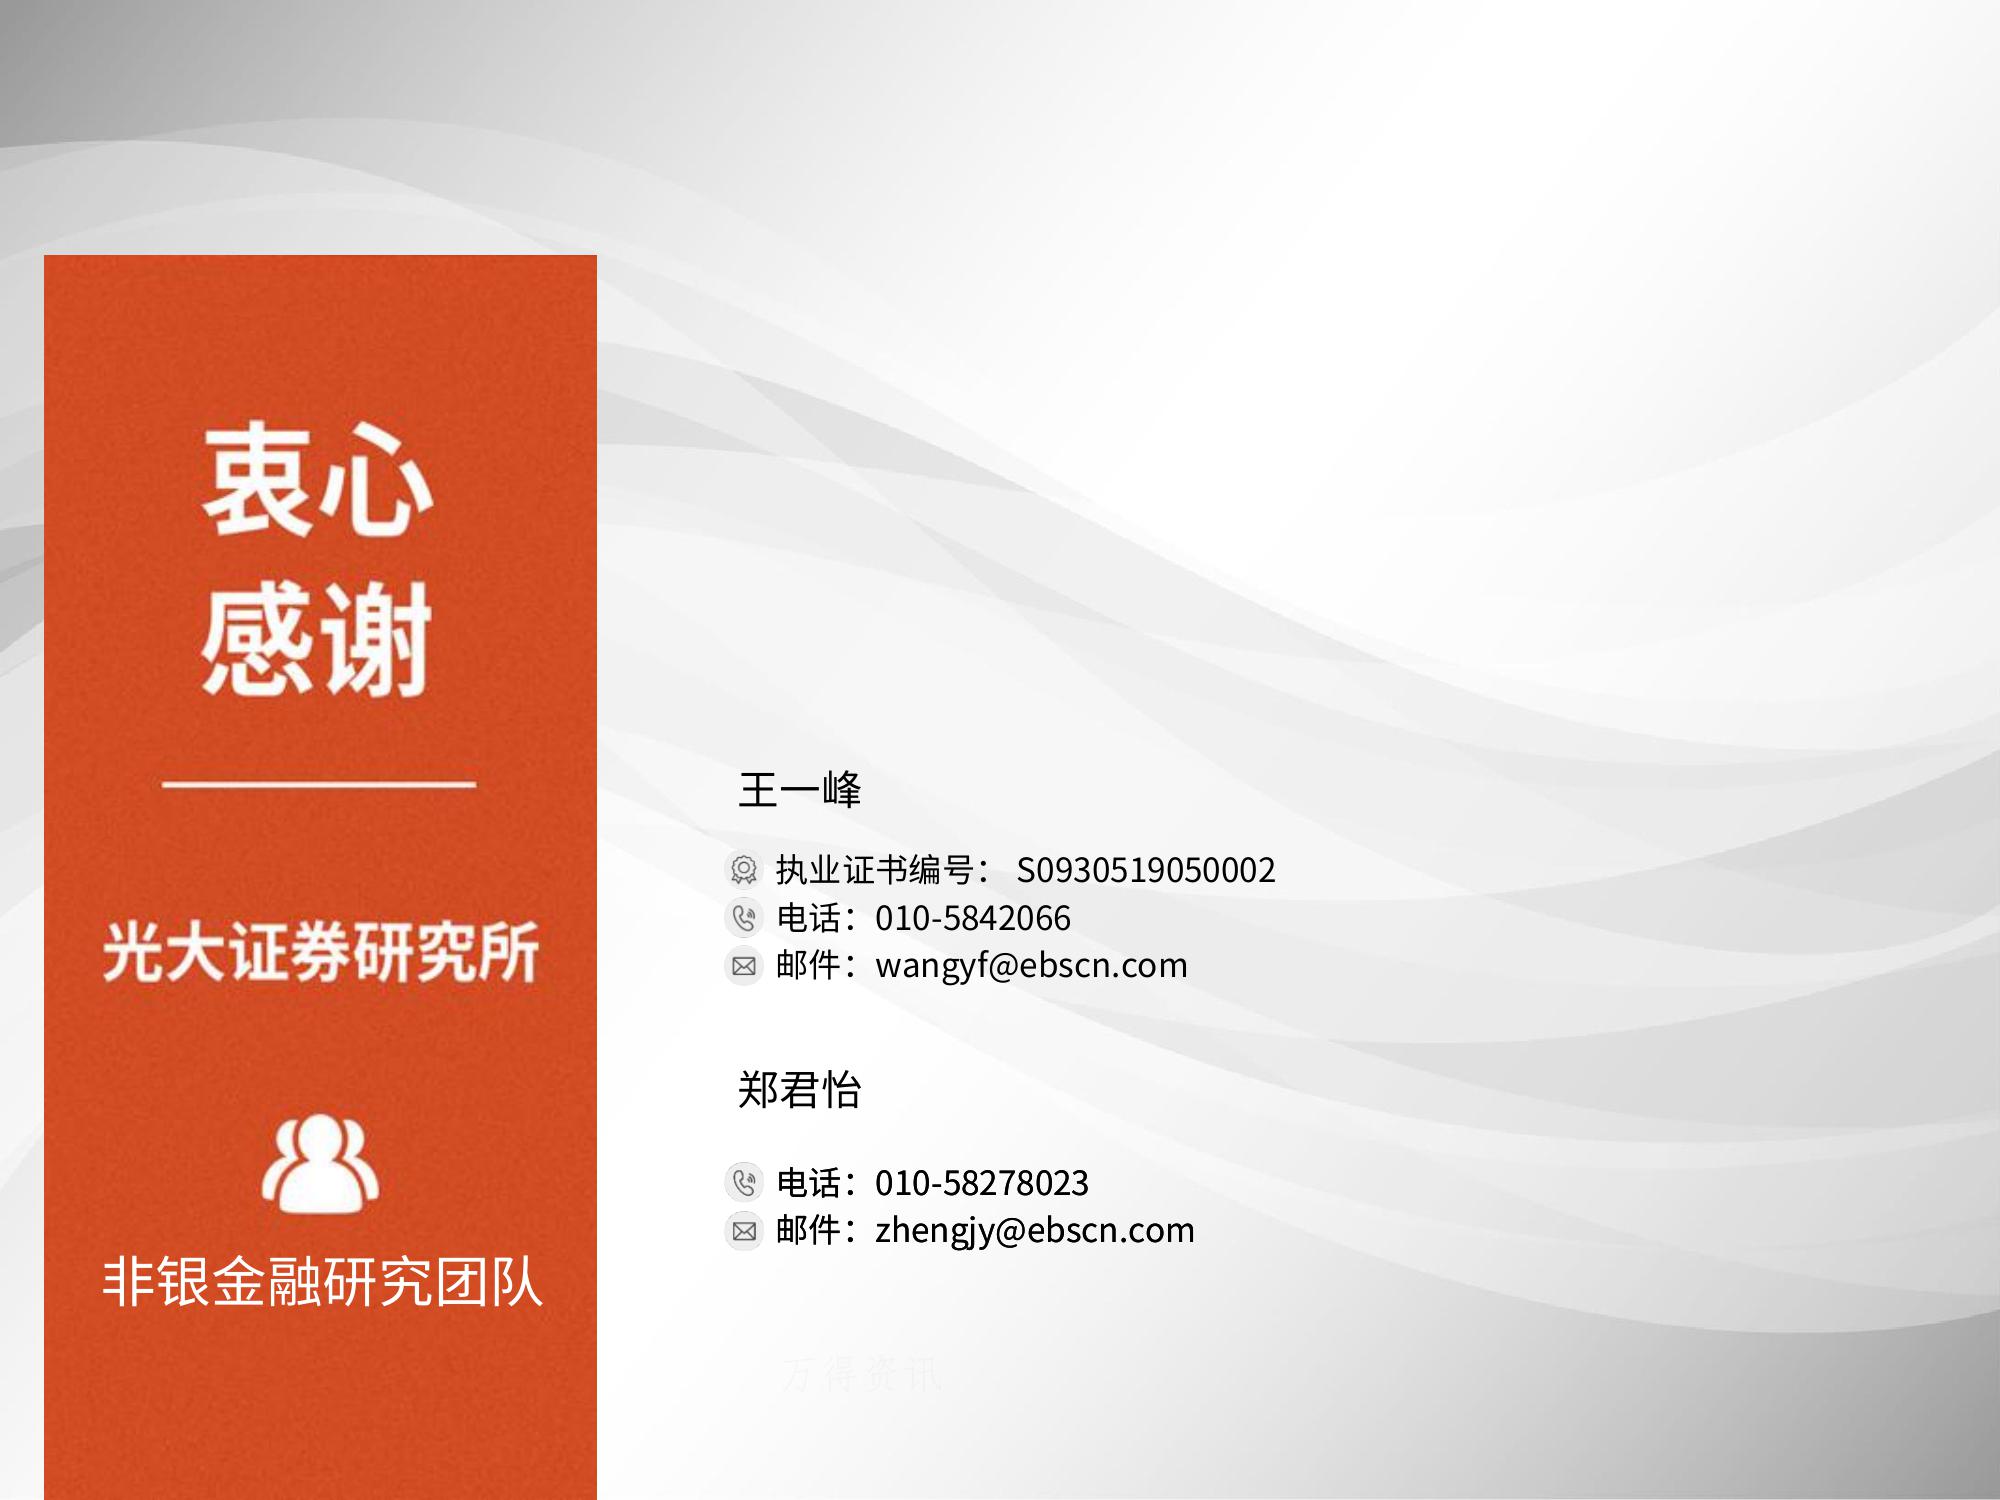 衷心
感谢
光大证券研究所
非银金融研究团队
王一峰
执业证书编号： S0930519050002
电话：010-5842066
邮件：wangyf@ebscn.com
郑君怡
电话：010-58278023
邮件：zhengjy@ebscn.com
万得资讯